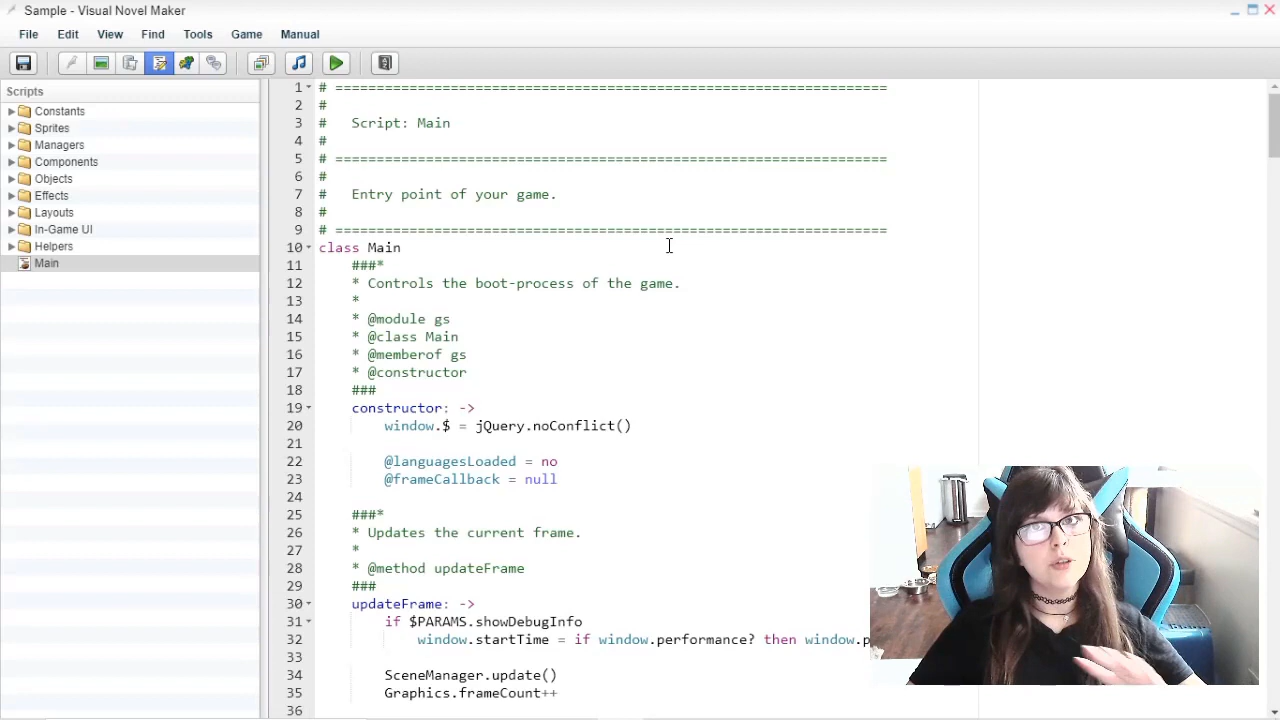 Sample - Visual Novel Maker
File Edit View Find Tools Game Manual
Scripts
Constants
Sprites
Managers
Components
Objects
Effects
Layouts
In-Game UI
Helpers
Main
1 # ===================================================================
2 #
3 #   Script: Main
4 #
5 # ===================================================================
6 #
7 #   Entry point of your game.
8 #
9 # ===================================================================
10 class Main
11     ###*
12     * Controls the boot-process of the game.
13     *
14     * @module gs
15     * @class Main
16     * @memberof gs
17     * @constructor
18     ###
19     constructor: ->
20         window.$ = jQuery.noConflict()
21
22         @languagesLoaded = no
23         @frameCallback = null
24
25     ###*
26     * Updates the current frame.
27     *
28     * @method updateFrame
29     ###
30     updateFrame: ->
31         if $PARAMS.showDebugInfo
32             window.startTime = if window.performance? then window.p
33
34         SceneManager.update()
35         Graphics.frameCount++
36